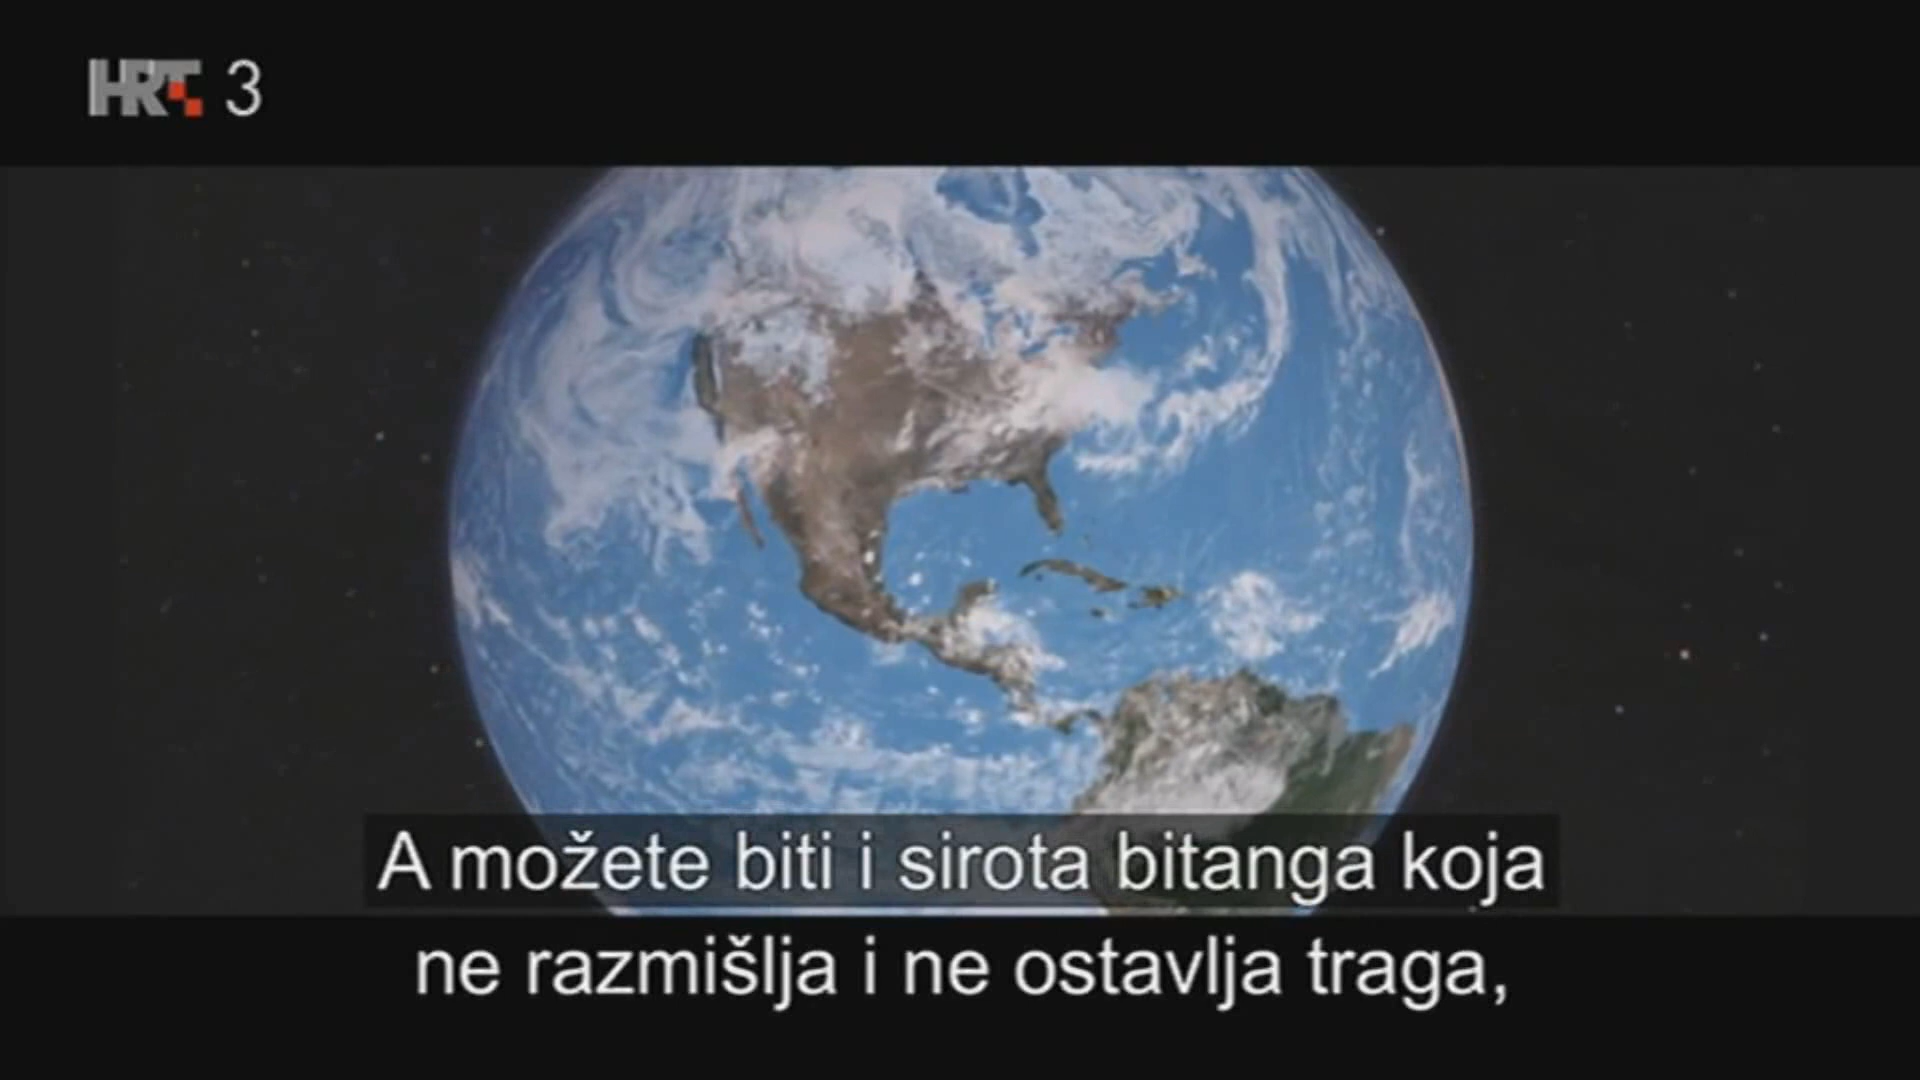 HRT 3
A možete biti i sirota bitanga koja
ne razmišlja i ne ostavlja traga,